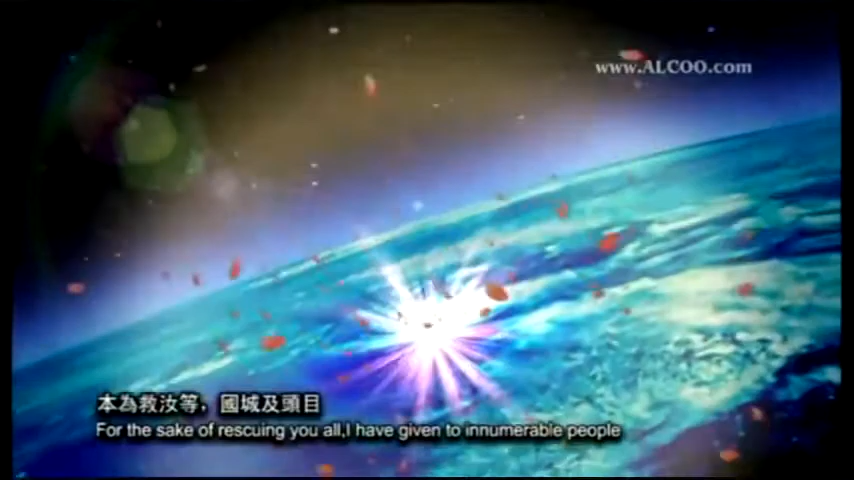 www.ALCOO.com
本為救汝等，國城及頭目
For the sake of rescuing you all,I have given to innumerable people